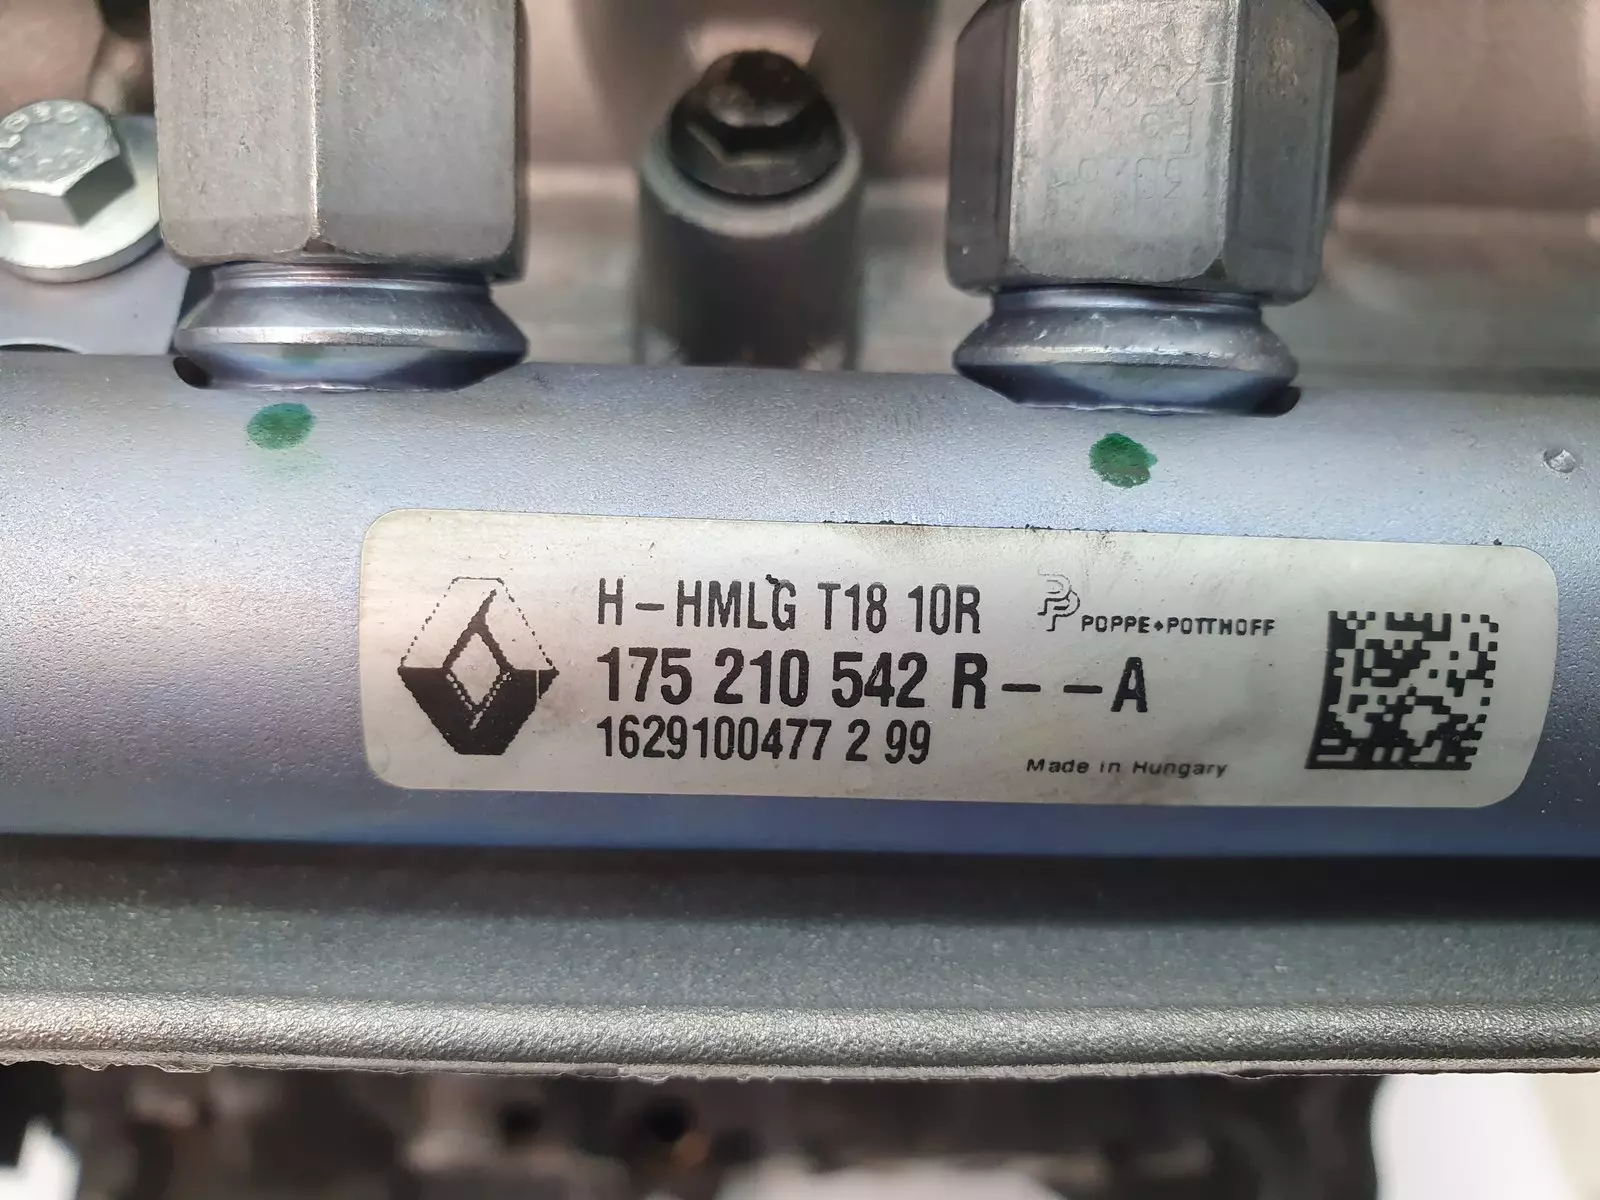 H-HMLG T18 10R
POPPE+POTTHOFF
175 210 542 R--A
1629100477 2 99
Made in Hungary